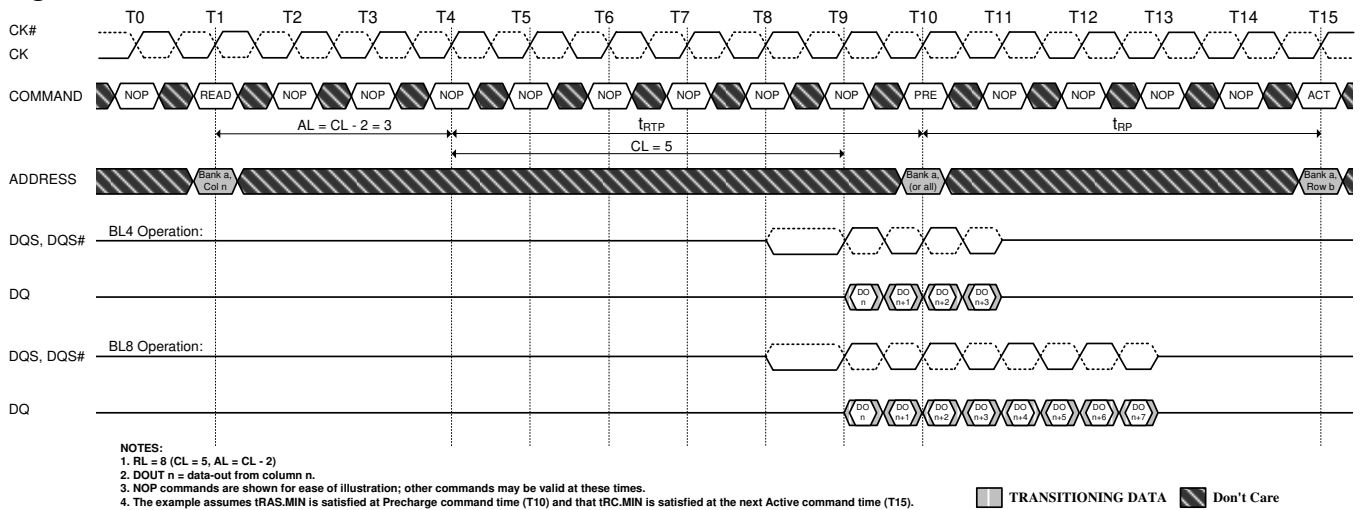 T0 T1 T2 T3 T4 T5 T6 T7 T8 T9 T10 T11 T12 T13 T14 T15
CK#
CK
COMMAND NOP READ NOP NOP NOP NOP NOP NOP NOP NOP PRE NOP NOP NOP NOP ACT
AL = CL - 2 = 3 tRTP tRP
CL = 5
ADDRESS Bank a, Col n Bank a, (or all) Bank a, Row b
BL4 Operation:
DQS, DQS#
DQ DO n DO n+1 DO n+2 DO n+3
BL8 Operation:
DQS, DQS#
DQ DO n DO n+1 DO n+2 DO n+3 DO n+4 DO n+5 DO n+6 DO n+7
NOTES:
1. RL = 8 (CL = 5, AL = CL - 2)
2. DOUT n = data-out from column n.
3. NOP commands are shown for ease of illustration; other commands may be valid at these times.
4. The example assumes tRAS.MIN is satisfied at Precharge command time (T10) and that tRC.MIN is satisfied at the next Active command time (T15).
TRANSITIONING DATA Don't Care